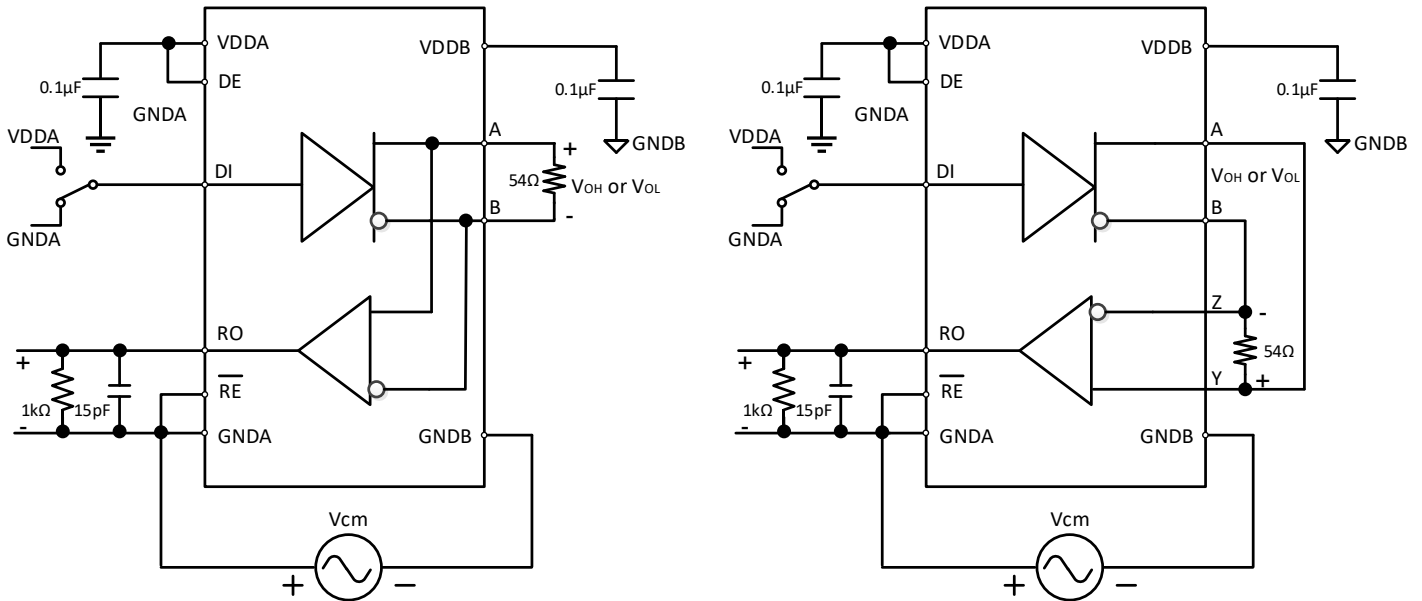 VDDA
VDDB
DE
0.1µF
0.1µF
GNDA
VDDA
A
+
GNDB
DI
54Ω
VOH or VOL
B
-
GNDA
RO
+
RE
1kΩ
15pF
-
GNDA
GNDB
Vcm
+
−
VDDA
VDDB
DE
0.1µF
0.1µF
GNDA
VDDA
A
GNDB
DI
VOH or VOL
B
GNDA
Z
-
RO
54Ω
+
Y
+
RE
1kΩ
15pF
-
GNDA
GNDB
Vcm
+
−